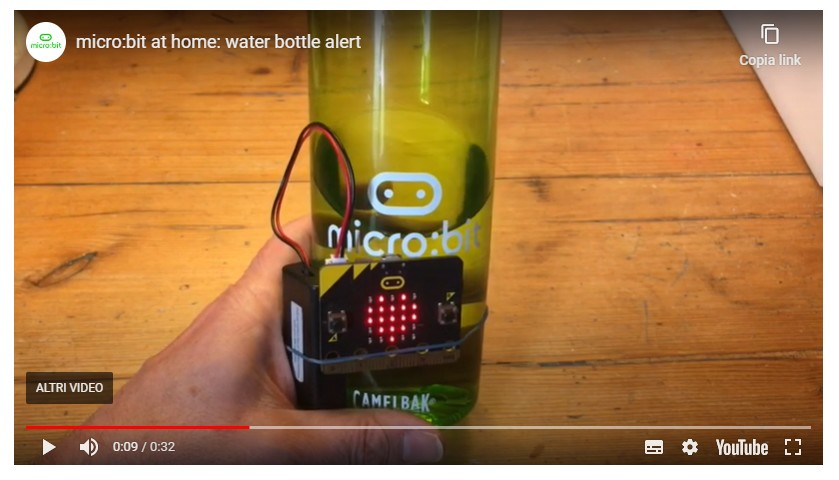 micro:bit
micro:bit at home: water bottle alert
Copia link
micro:bit
CAMELBAK
ALTRI VIDEO
0:09 / 0:32
YouTube